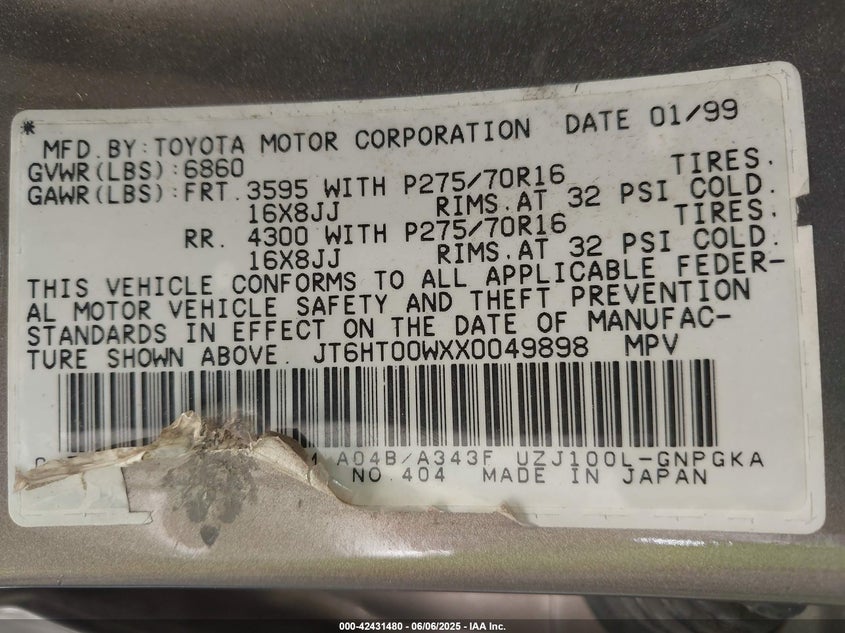 *
MFD. BY: TOYOTA MOTOR CORPORATION DATE 01/99
GVWR(LBS):6860
GAWR(LBS):FRT. 3595 WITH P275/70R16 TIRES.
16X8JJ RIMS.AT 32 PSI COLD.
RR. 4300 WITH P275/70R16 TIRES.
16X8JJ RIMS.AT 32 PSI COLD.
THIS VEHICLE CONFORMS TO ALL APPLICABLE FEDER-
AL MOTOR VEHICLE SAFETY AND THEFT PREVENTION
STANDARDS IN EFFECT ON THE DATE OF MANUFAC-
TURE SHOWN ABOVE. JT6HT00WXX0049898 MPV
A04B/A343F UZJ100L-GNPGKA
NO.404 MADE IN JAPAN
000-42431480 - 06/06/2025 - IAA Inc.